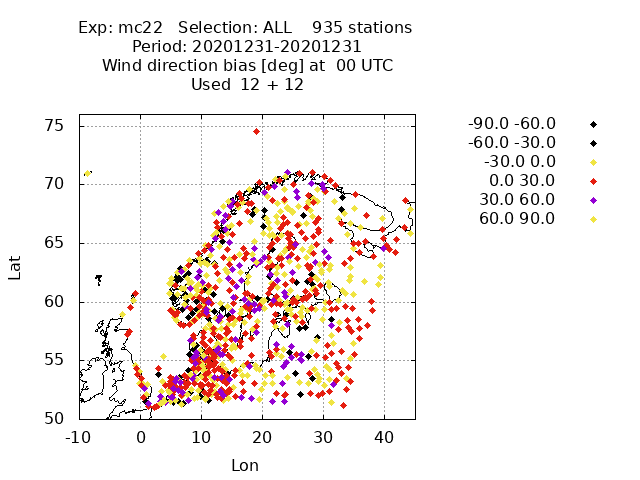 Exp: mc22   Selection: ALL    935 stations
Period: 20201231-20201231
Wind direction bias [deg] at  00 UTC
Used  12 + 12
-90.0 -60.0
-60.0 -30.0
-30.0 0.0
0.0 30.0
30.0 60.0
60.0 90.0
75
70
65
60
55
50
Lat
-10 0 10 20 30 40
Lon